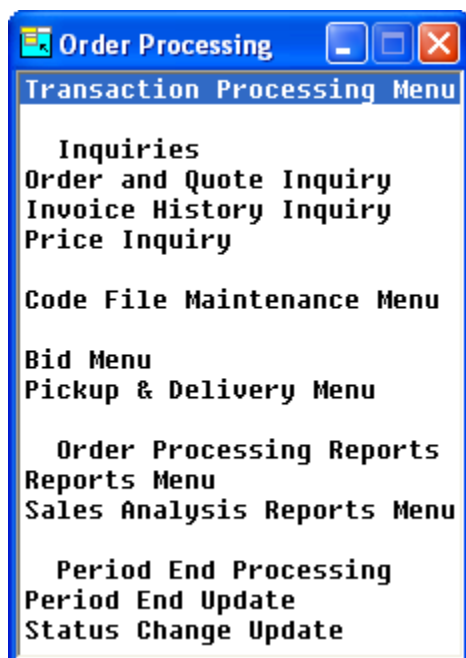 Order Processing
Transaction Processing Menu
Inquiries
Order and Quote Inquiry
Invoice History Inquiry
Price Inquiry
Code File Maintenance Menu
Bid Menu
Pickup & Delivery Menu
Order Processing Reports
Reports Menu
Sales Analysis Reports Menu
Period End Processing
Period End Update
Status Change Update